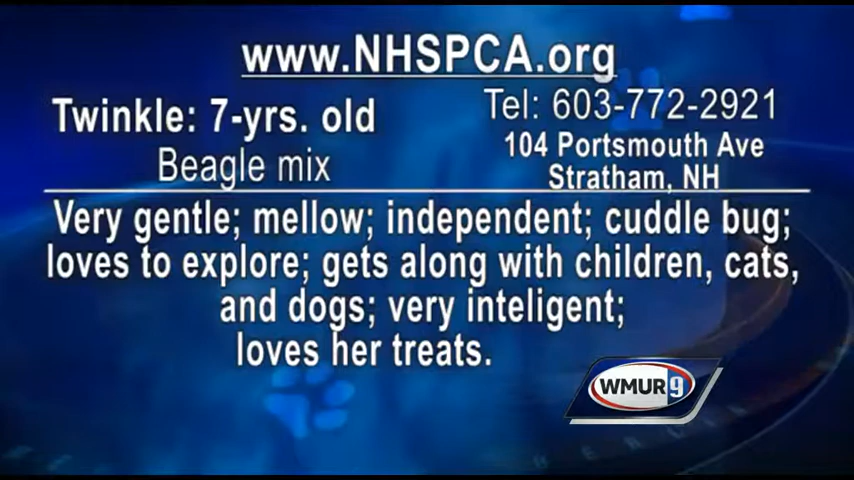 www.NHSPCA.org
Twinkle: 7-yrs. old
Beagle mix
Tel: 603-772-2921
104 Portsmouth Ave
Stratham, NH
Very gentle; mellow; independent; cuddle bug;
loves to explore; gets along with children, cats,
and dogs; very inteligent;
loves her treats.
WMUR 9